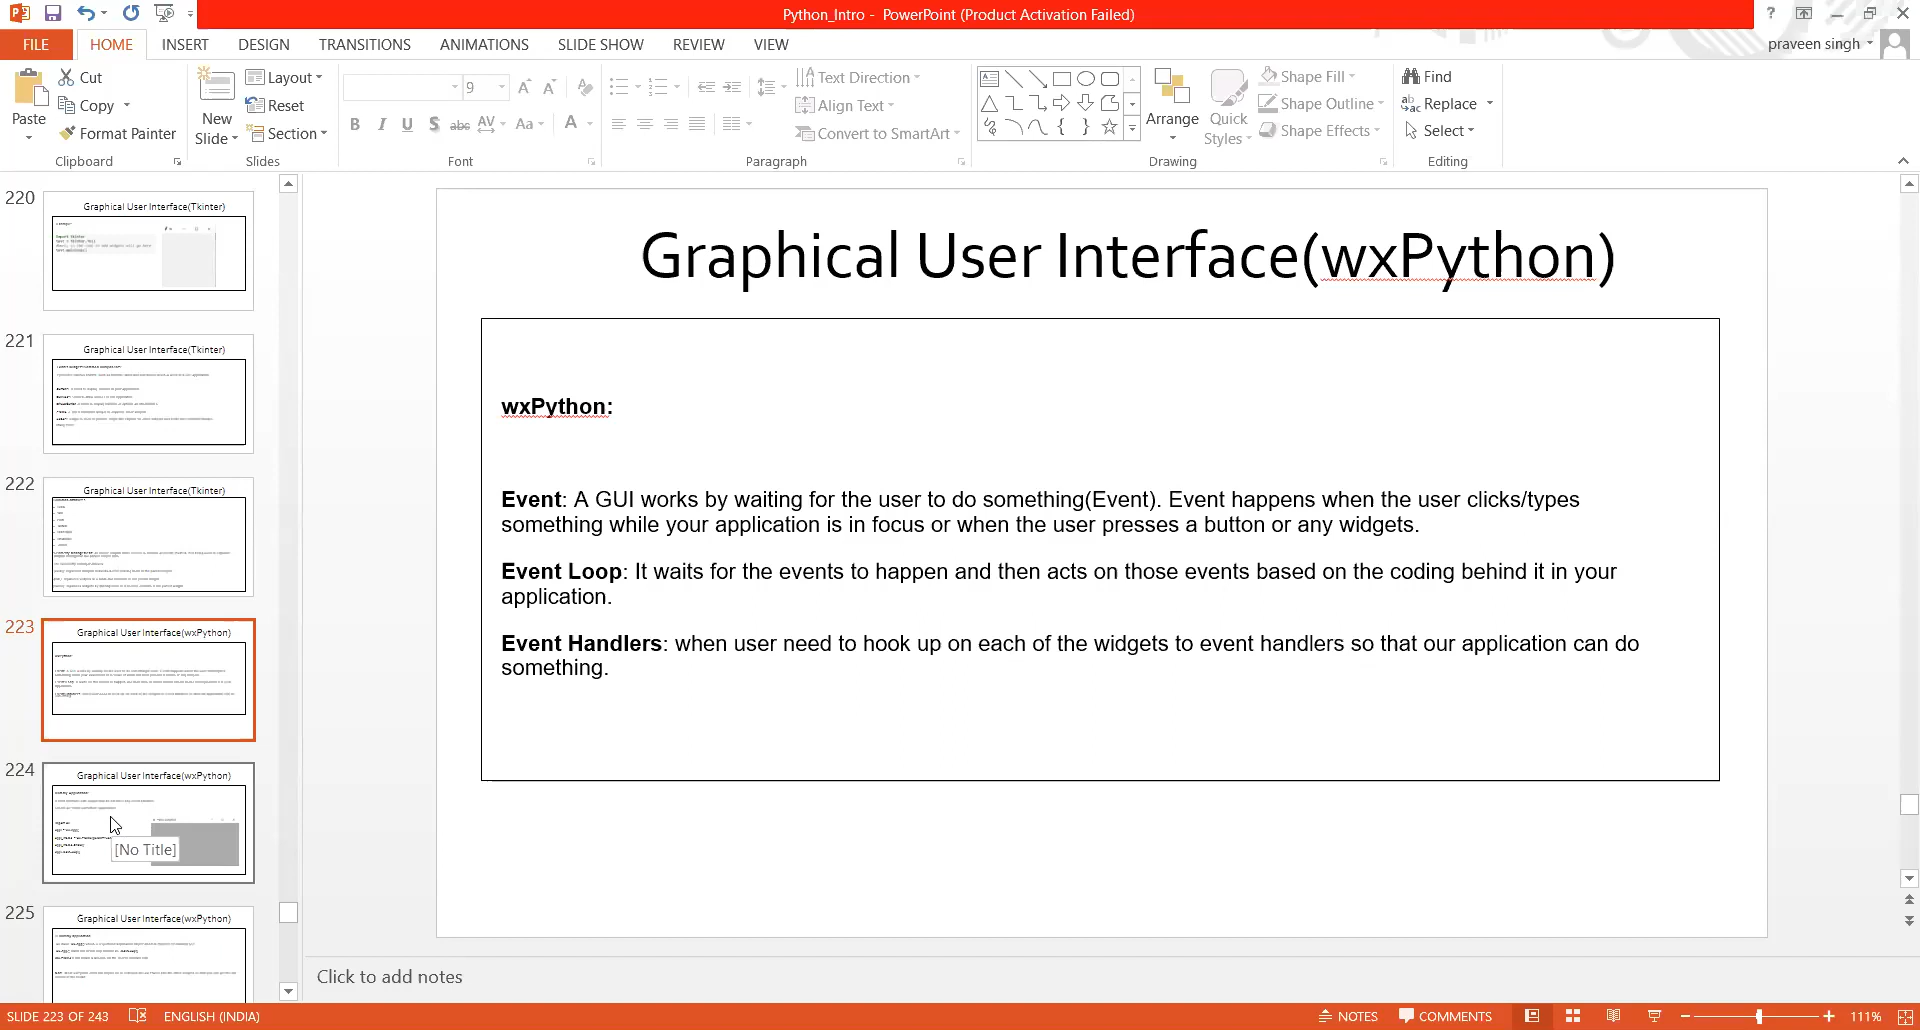 Python_Intro - PowerPoint (Product Activation Failed)
?
FILE HOME INSERT DESIGN TRANSITIONS ANIMATIONS SLIDE SHOW REVIEW VIEW
praveen singh
Paste
Cut
Copy
Format Painter
Clipboard
New
Slide
Layout
Reset
Section
Slides
9
B I U S abc AV Aa A
Font
Text Direction
Align Text
Convert to SmartArt
Paragraph
Arrange
Quick
Styles
Shape Fill
Shape Outline
Shape Effects
Drawing
Find
Replace
Select
Editing
220
Graphical User Interface(Tkinter)
221
Graphical User Interface(Tkinter)
222
Graphical User Interface(Tkinter)
223
Graphical User Interface(wxPython)
224
Graphical User Interface(wxPython)
[No Title]
225
Graphical User Interface(wxPython)
Graphical User Interface(wxPython)
wxPython:
Event: A GUI works by waiting for the user to do something(Event). Event happens when the user clicks/types
something while your application is in focus or when the user presses a button or any widgets.
Event Loop: It waits for the events to happen and then acts on those events based on the coding behind it in your
application.
Event Handlers: when user need to hook up on each of the widgets to event handlers so that our application can do
something.
Click to add notes
SLIDE 223 OF 243 ENGLISH (INDIA) NOTES COMMENTS 111%